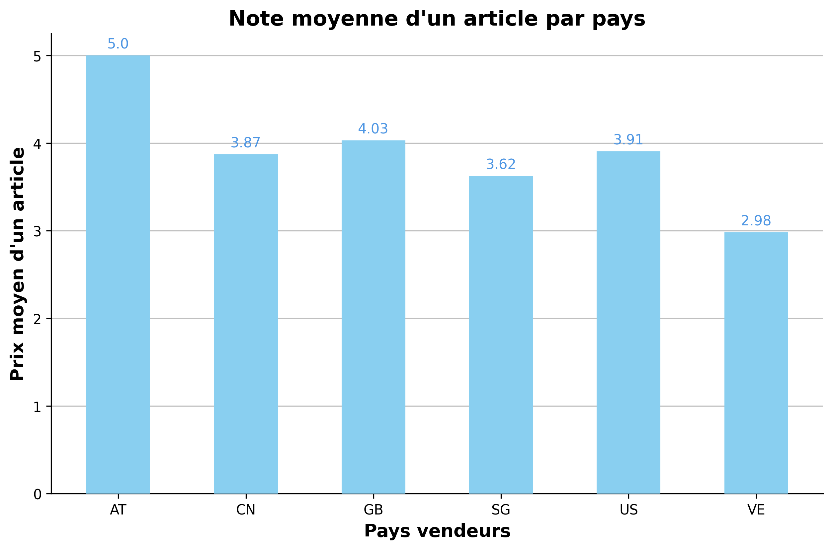 Note moyenne d'un article par pays
Prix moyen d'un article
5
4
3
2
1
0
5.0
3.87
4.03
3.62
3.91
2.98
AT
CN
GB
SG
US
VE
Pays vendeurs